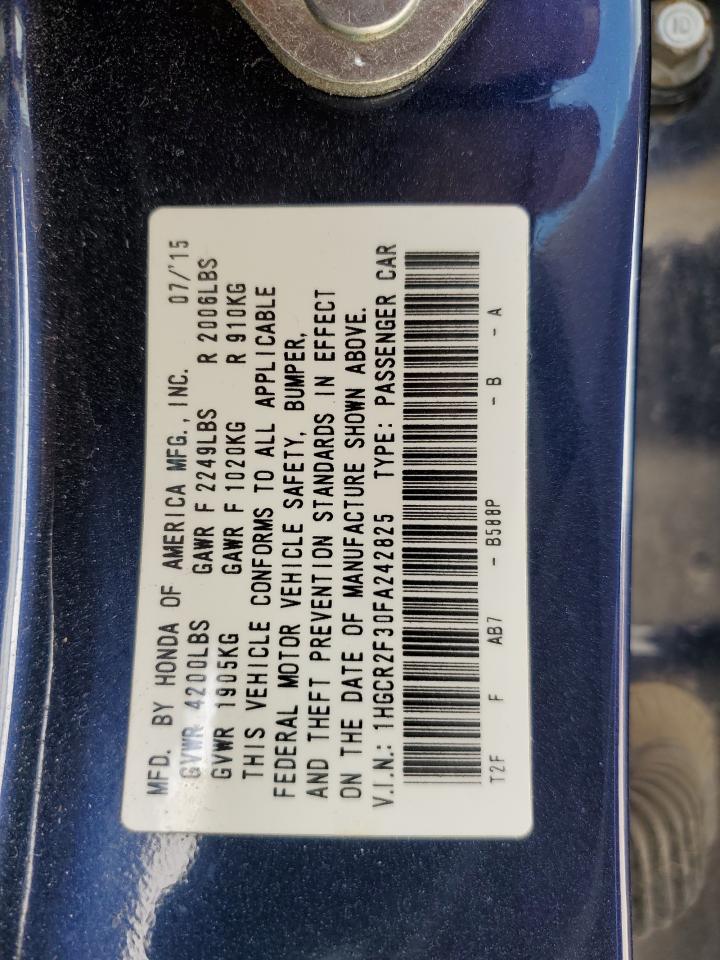 MFD. BY HONDA OF AMERICA MFG., INC. 07/'15
GVWR 4200LBS GAWR F 2249LBS R 2006LBS
GVWR 1905KG GAWR F 1020KG R 910KG
THIS VEHICLE CONFORMS TO ALL APPLICABLE
FEDERAL MOTOR VEHICLE SAFETY, BUMPER,
AND THEFT PREVENTION STANDARDS IN EFFECT
ON THE DATE OF MANUFACTURE SHOWN ABOVE.
V.I.N.: 1HGCR2F30FA242825 TYPE: PASSENGER CAR
T2F F AB7 - B588P - B - A